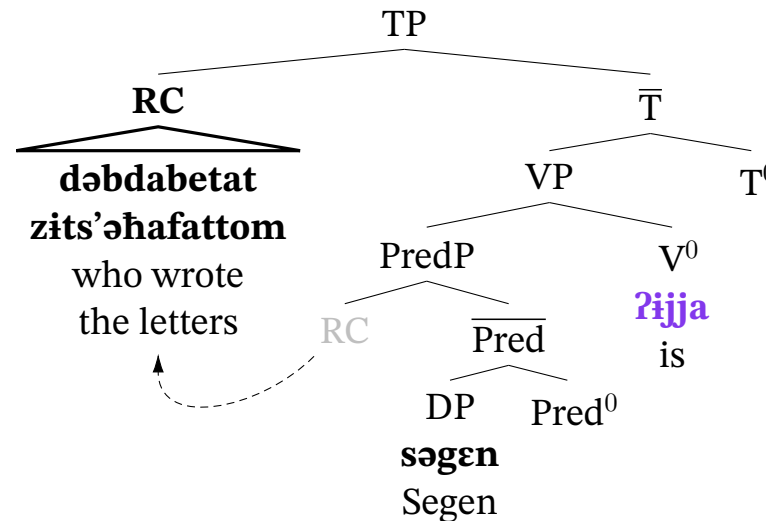 TP
RC T̅
dəbdabetat VP T⁰
zɨts’əħafattom
who wrote PredP V⁰
the letters RC P̅r̅e̅d̅ ʔɨjja
is
DP Pred⁰
səgɛn
Segen